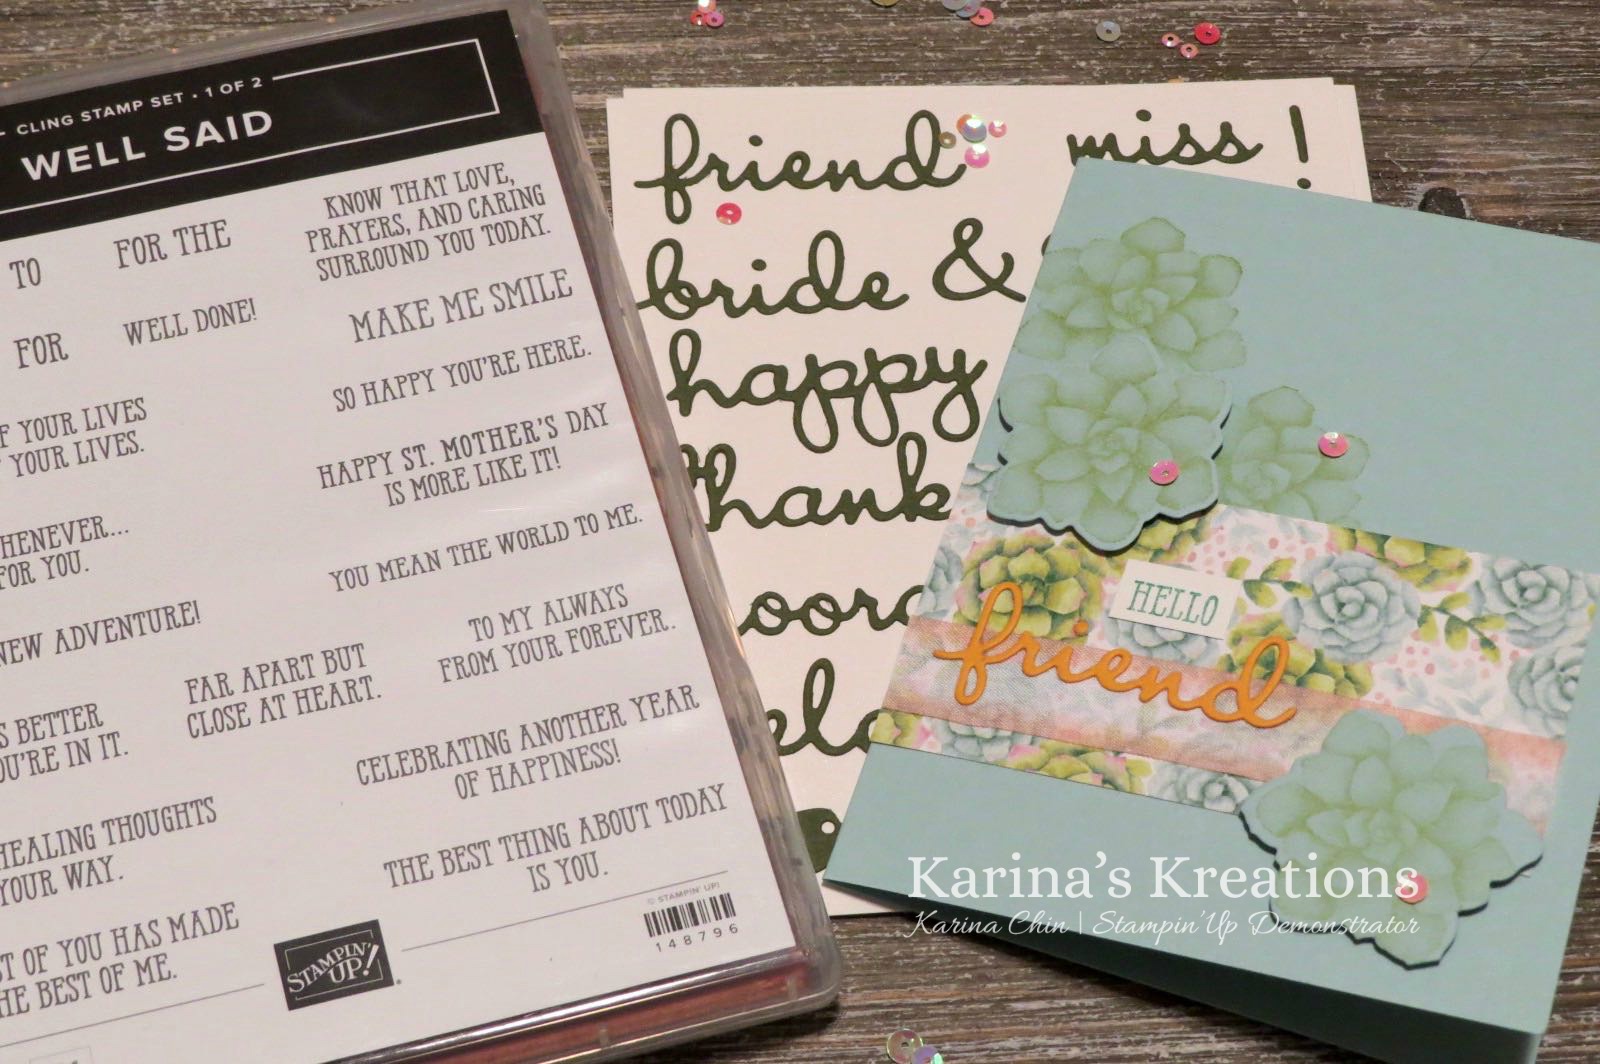 CLING STAMP SET • 1 OF 2
WELL SAID
TO
FOR THE
KNOW THAT LOVE,
PRAYERS, AND CARING
SURROUND YOU TODAY.
FOR
WELL DONE!
MAKE ME SMILE
SO HAPPY YOU'RE HERE.
YOUR LIVES
YOUR LIVES.
HAPPY ST. MOTHER'S DAY
IS MORE LIKE IT!
FOR YOU.
YOU MEAN THE WORLD TO ME.
NEW ADVENTURE!
TO MY ALWAYS
FROM YOUR FOREVER.
FAR APART BUT
CLOSE AT HEART.
BETTER
IN IT.
CELEBRATING ANOTHER YEAR
OF HAPPINESS!
HEALING THOUGHTS
YOUR WAY.
THE BEST THING ABOUT TODAY
IS YOU.
OF YOU HAS MADE
THE BEST OF ME.
STAMPIN' UP!
© STAMPIN' UP!
148796
friend
miss !
bride &
happy
thank
HELLO
friend
Karina's Kreations
Karina Chin | Stampin'Up Demonstrator